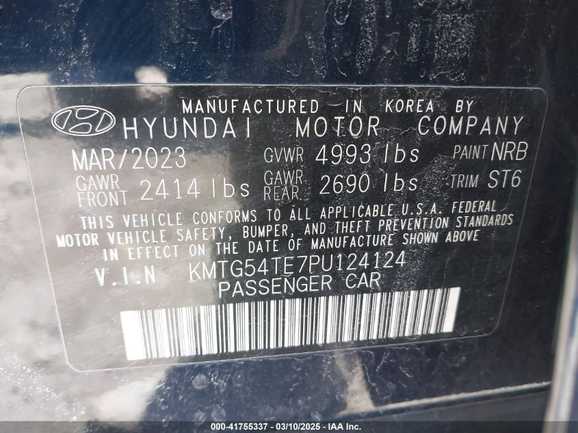 MANUFACTURED IN KOREA BY
HYUNDAI MOTOR COMPANY
MAR/2023 GVWR 4993 lbs PAINT NRB
GAWR FRONT 2414 lbs GAWR REAR 2690 lbs TRIM ST6
THIS VEHICLE CONFORMS TO ALL APPLICABLE U.S.A. FEDERAL
MOTOR VEHICLE SAFETY, BUMPER, AND THEFT PREVENTION STANDARDS
IN EFFECT ON THE DATE OF MANUFACTURE SHOWN ABOVE.
V.I.N KMTG54TE7PU124124
PASSENGER CAR
000-41755337 - 03/10/2025 - IAA Inc.